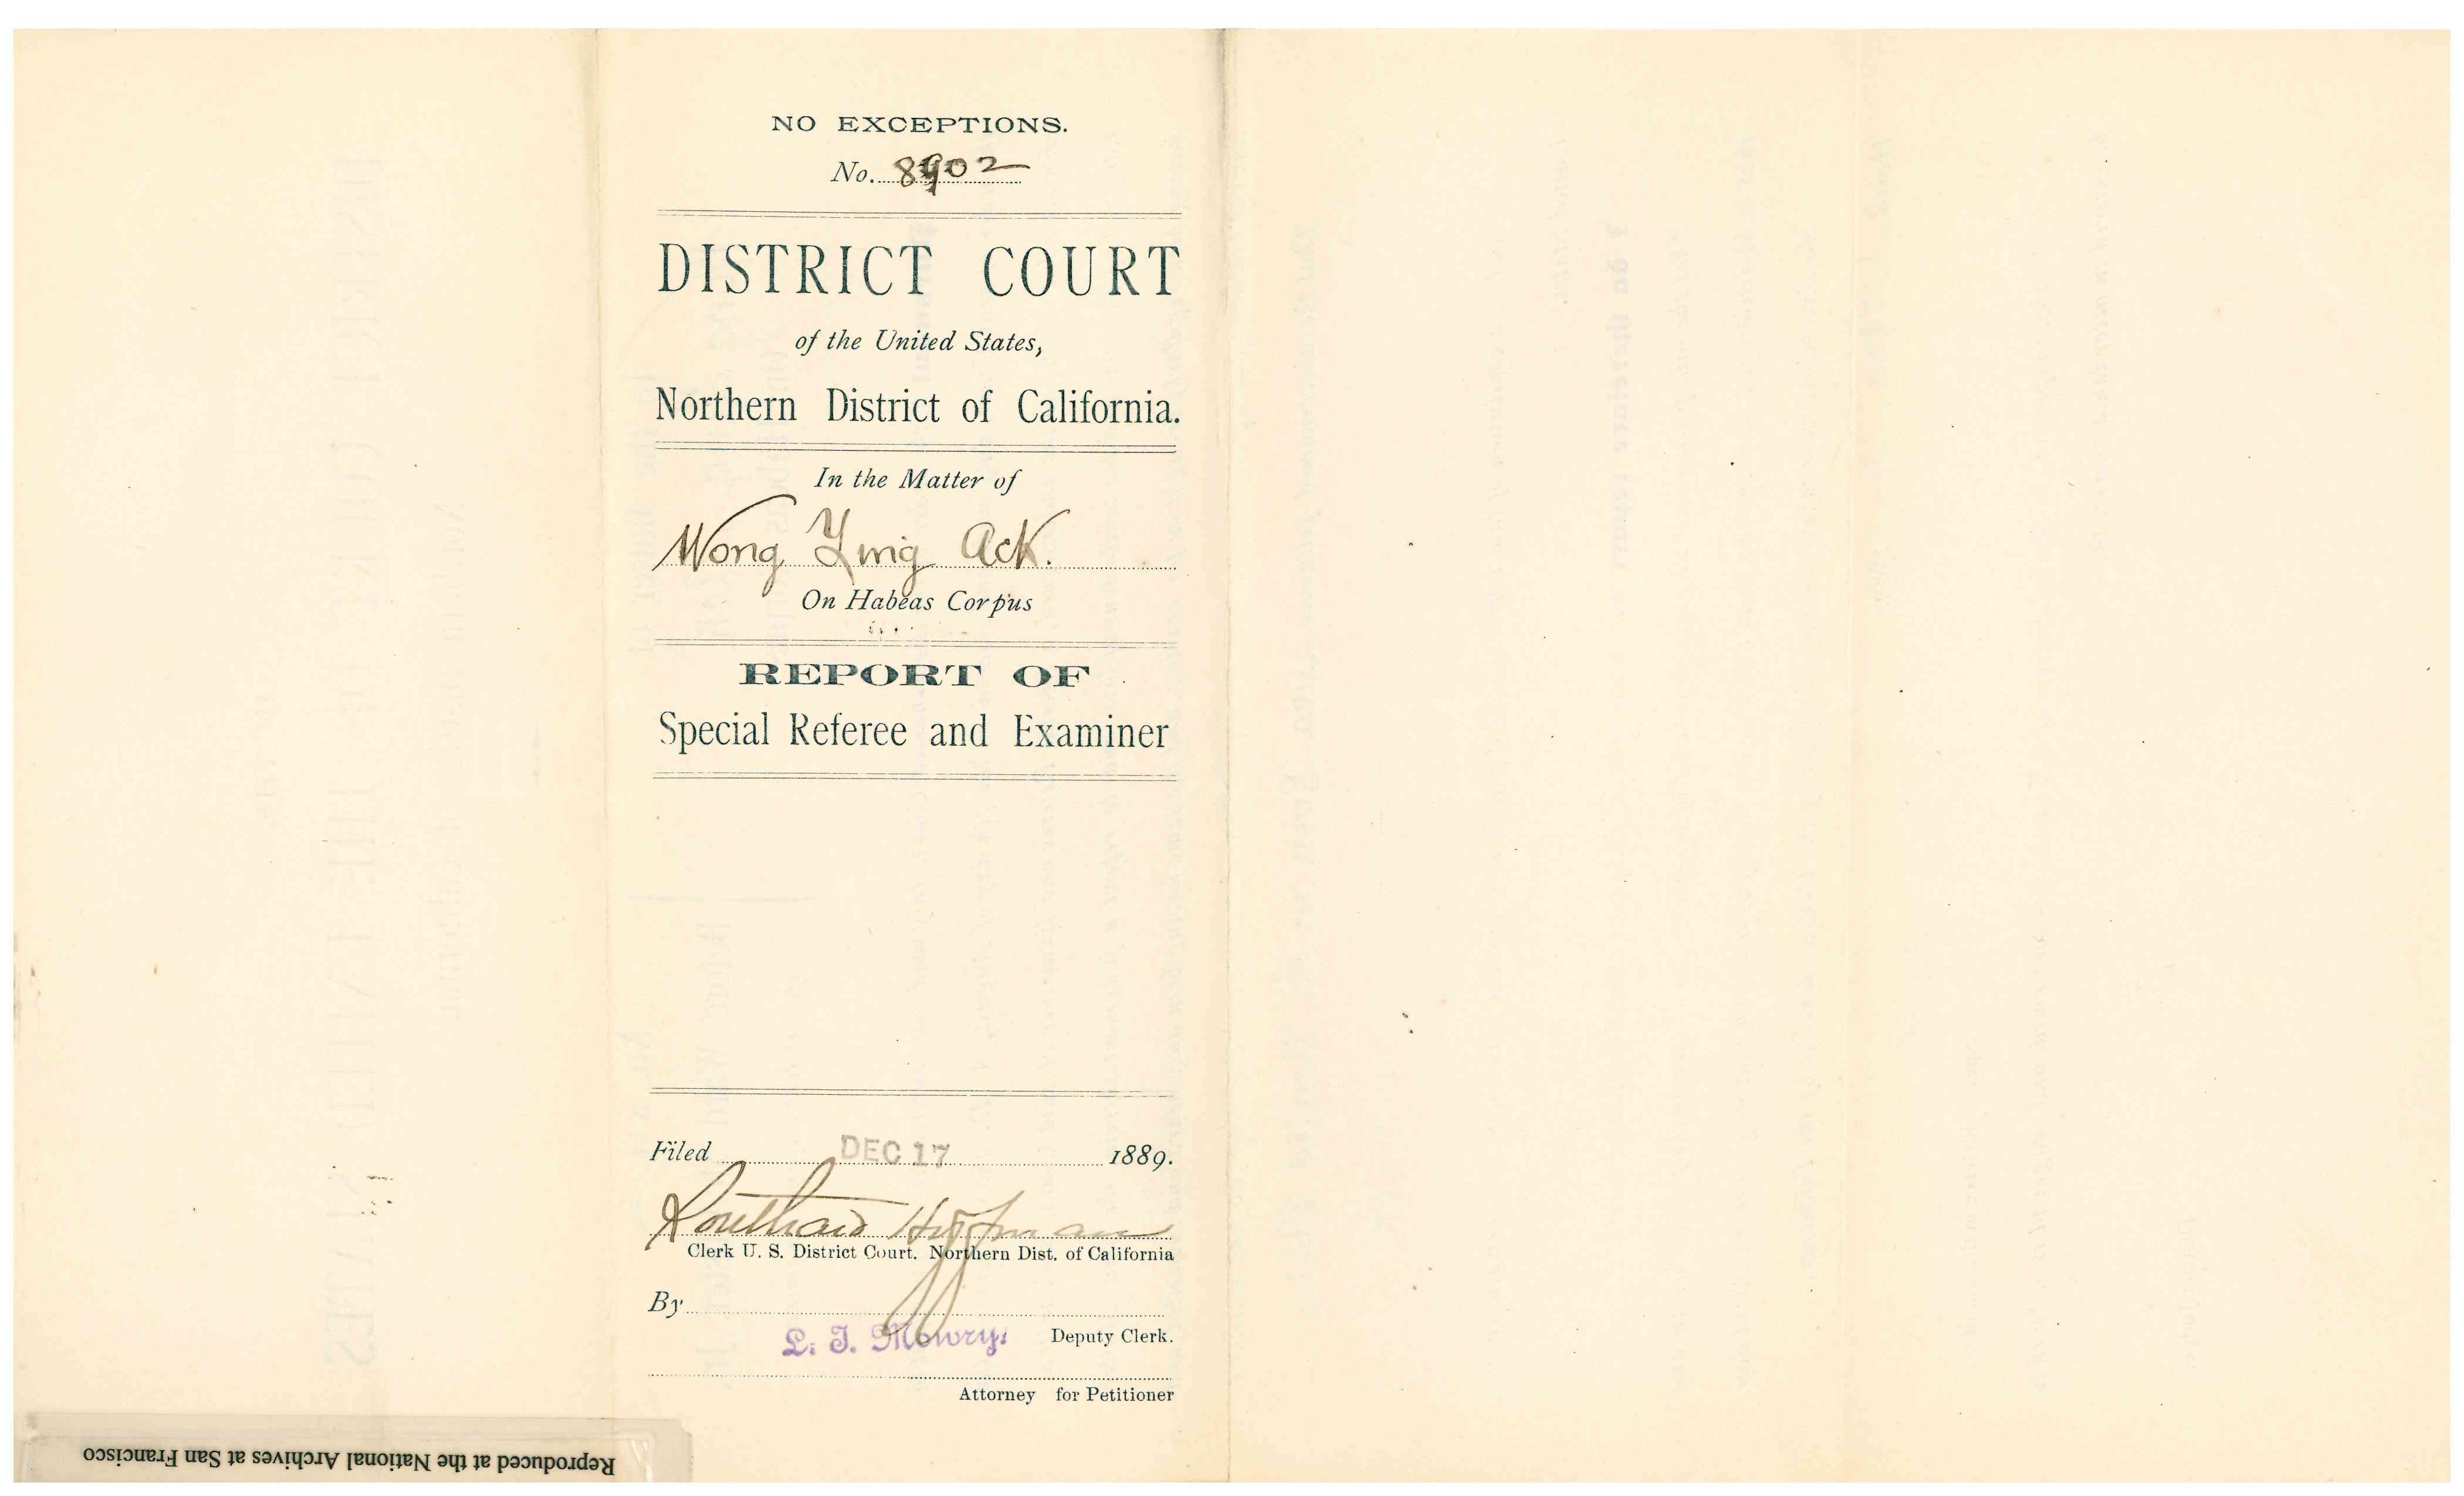 NO EXCEPTIONS.
No. 8902
DISTRICT COURT
of the United States,
Northern District of California.
In the Matter of
Wong Ying Ack.
On Habeas Corpus
REPORT OF
Special Referee and Examiner
Filed DEC 17 1889.
Southard Hoffman
Clerk U. S. District Court. Northern Dist. of California
By
L. T. Mowry. Deputy Clerk.
Attorney for Petitioner
Reproduced at the National Archives at San Francisco